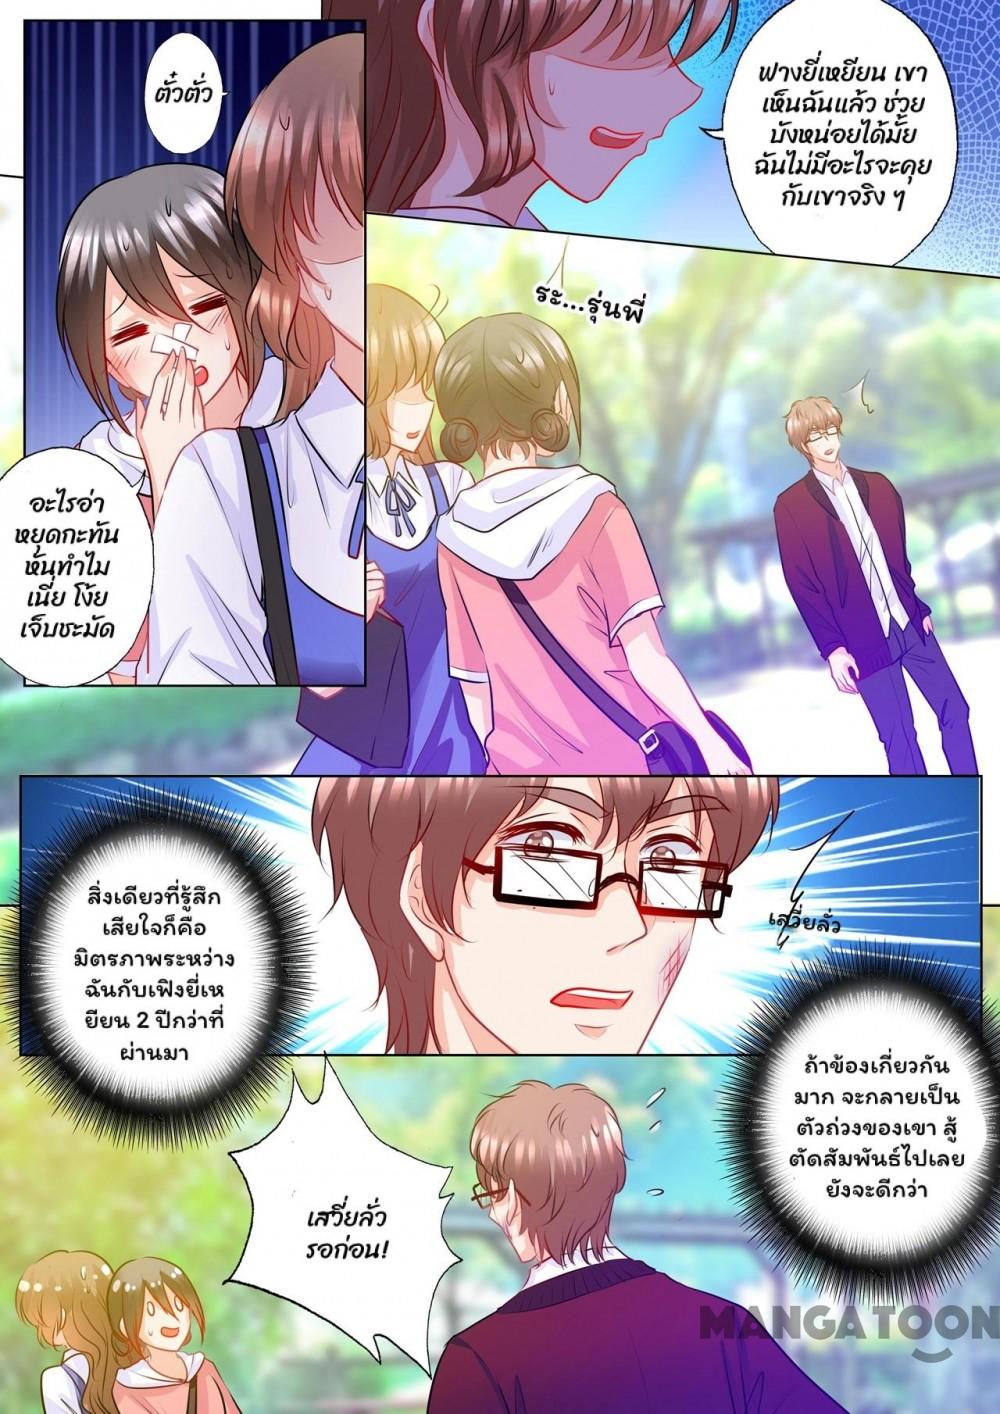 ตั๋วตั่ว
ฟางยี่เหยียน เขา
เห็นฉันแล้ว ช่วย
บังหน่อยได้มั้ย
ฉันไม่มีอะไรจะคุย
กับเขาจริง ๆ
ระ...รุ่นพี่
อะไรอ่า
หยุดกะทัน
หันทำไม
เนี่ย โง้ย
เจ็บชะมัด
สิ่งเดียวที่รู้สึก
เสียใจก็คือ
มิตรภาพระหว่าง
ฉันกับเฟิงยี่เห
ยียน 2 ปีกว่าที่
ผ่านมา
เสวี่ยลั่ว
ถ้าข้องเกี่ยวกัน
มาก จะกลายเป็น
ตัวถ่วงของเขา สู้
ตัดสัมพันธ์ไปเลย
ยังจะดีกว่า
เสวี่ยลั่ว
รอก่อน!
MANGATOON